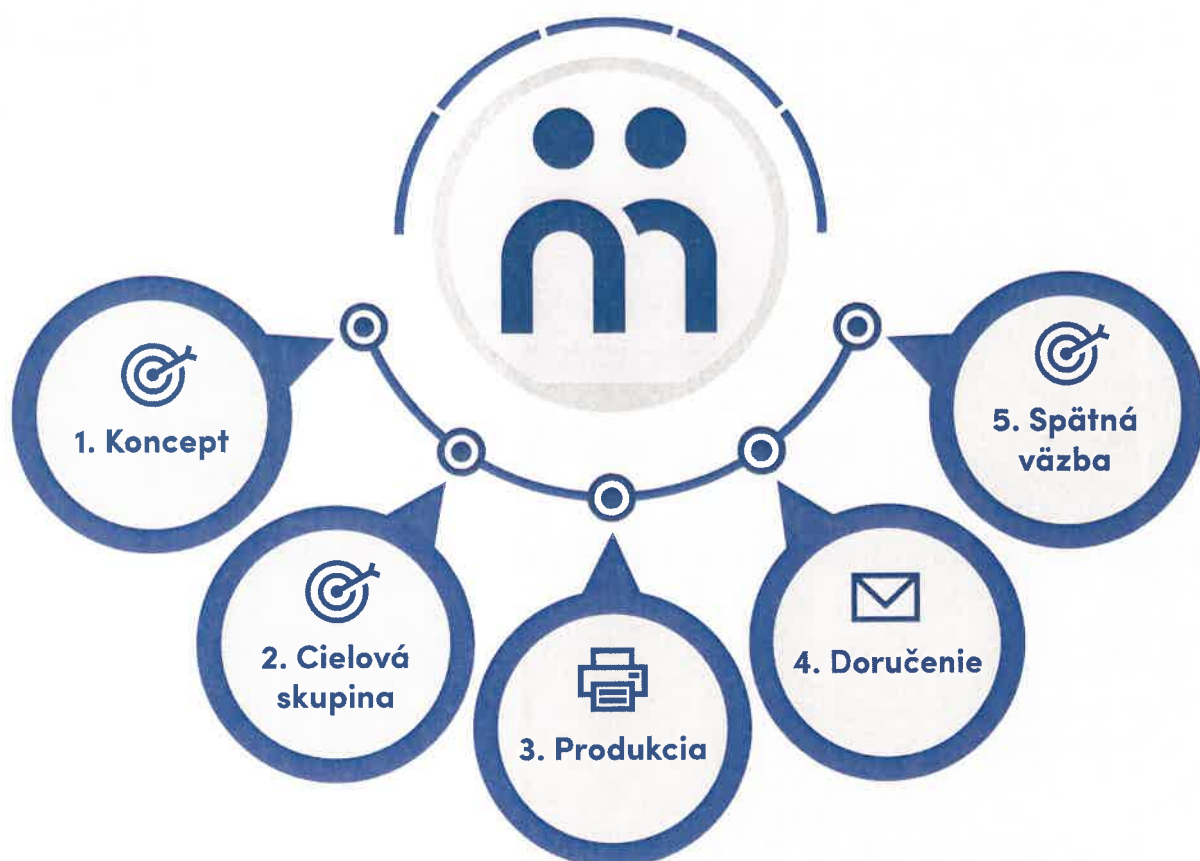 1. Koncept
2. Cielová
skupina
3. Produkcia
4. Doručenie
5. Spätná
väzba